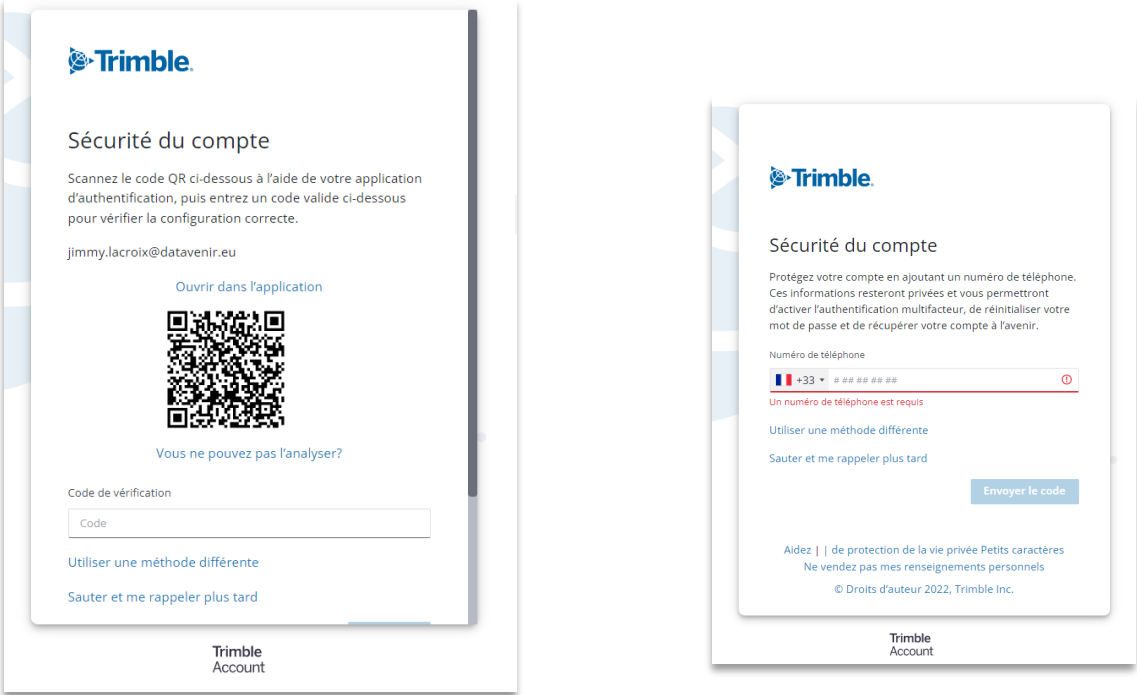 Trimble.
Sécurité du compte
Scannez le code QR ci-dessous à l'aide de votre application
d'authentification, puis entrez un code valide ci-dessous
pour vérifier la configuration correcte.
jimmy.lacroix@datavenir.eu
Ouvrir dans l'application
Vous ne pouvez pas l'analyser?
Code de vérification
Code
Utiliser une méthode différente
Sauter et me rappeler plus tard
Trimble
Account
Trimble.
Sécurité du compte
Protégez votre compte en ajoutant un numéro de téléphone.
Ces informations resteront privées et vous permettront
d'activer l'authentification multifacteur, de réinitialiser votre
mot de passe et de récupérer votre compte à l'avenir.
Numéro de téléphone
+33 # ## ## ## ##
Un numéro de téléphone est requis
Utiliser une méthode différente
Sauter et me rappeler plus tard
Envoyer le code
Aidez | | de protection de la vie privée Petits caractères
Ne vendez pas mes renseignements personnels
© Droits d'auteur 2022, Trimble Inc.
Trimble
Account